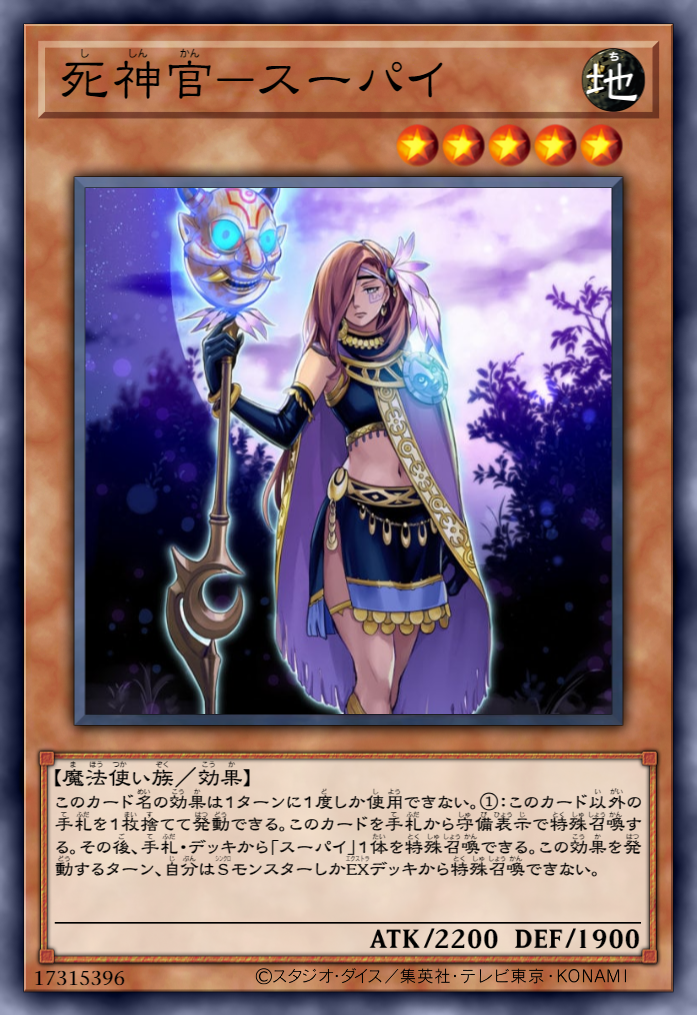 死神官－スーパイ
地
【魔法使い族／効果】
このカード名の効果は1ターンに1度しか使用できない。①：このカード以外の
手札を1枚捨てて発動できる。このカードを手札から守備表示で特殊召喚す
る。その後、手札・デッキから「スーパイ」1体を特殊召喚できる。この効果を発
動するターン、自分はSモンスターしかEXデッキから特殊召喚できない。
ATK/2200 DEF/1900
17315396 ©スタジオ・ダイス／集英社・テレビ東京・KONAMI